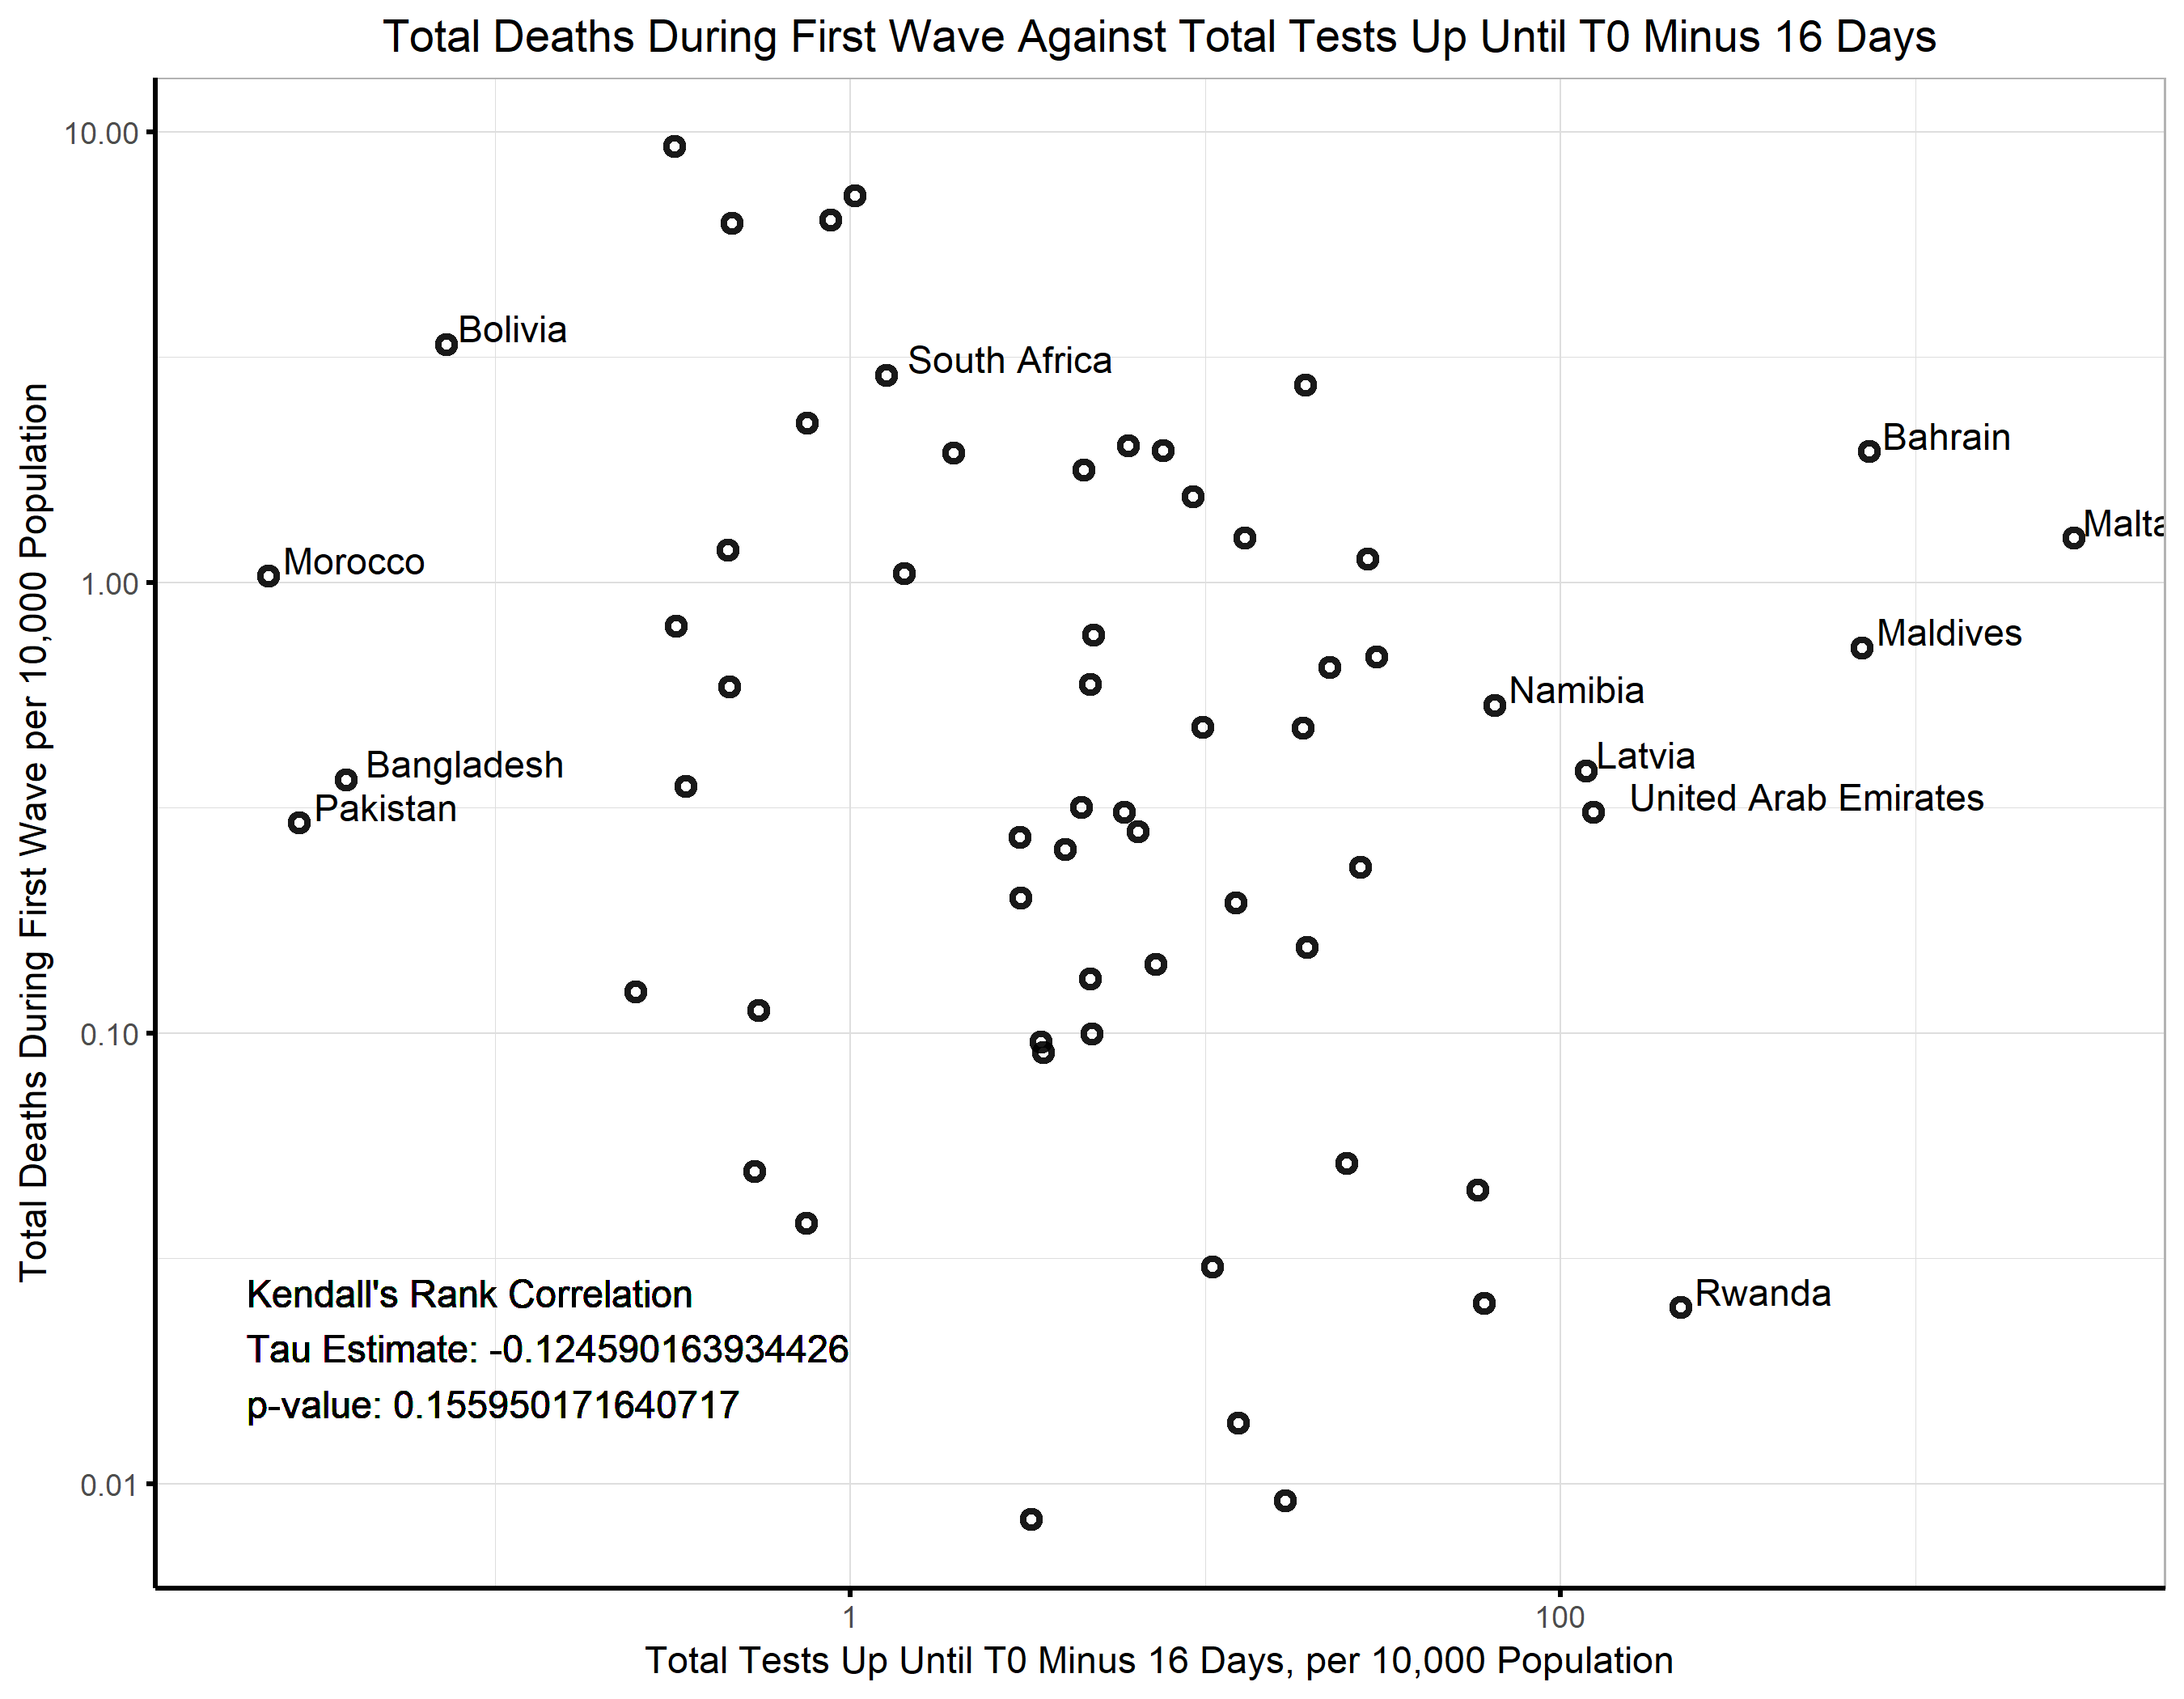 Total Deaths During First Wave Against Total Tests Up Until T0 Minus 16 Days
10.00
Bolivia
South Africa
Bahrain
Malta
Morocco
1.00
Maldives
Namibia
Latvia
Bangladesh
United Arab Emirates
Pakistan
0.10
Rwanda
Kendall's Rank Correlation
Tau Estimate: -0.124590163934426
p-value: 0.155950171640717
0.01
1
100
Total Tests Up Until T0 Minus 16 Days, per 10,000 Population
Total Deaths During First Wave per 10,000 Population